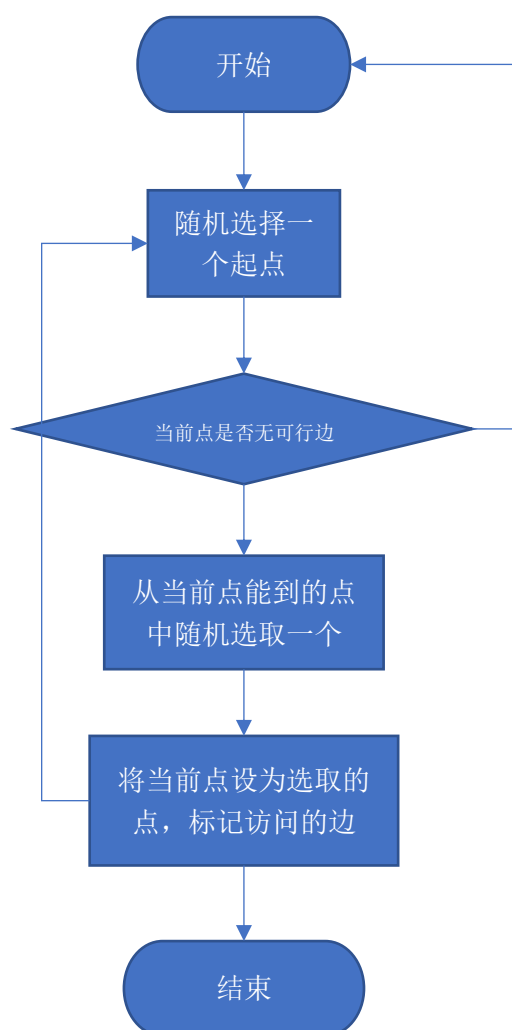 开始
随机选择一
个起点
当前点是否无可行边
从当前点能到的点
中随机选取一个
将当前点设为选取的
点，标记访问的边
结束